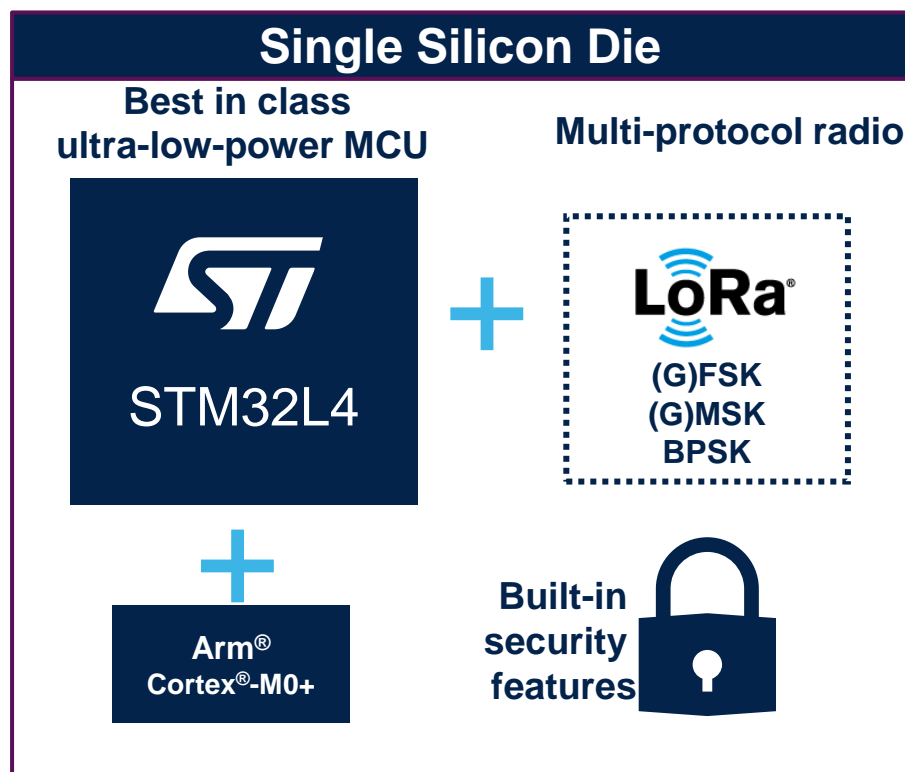 Single Silicon Die
Best in class
ultra-low-power MCU
Multi-protocol radio
ST
STM32L4
LoRa®
(G)FSK
(G)MSK
BPSK
Arm®
Cortex®-M0+
Built-in
security
features